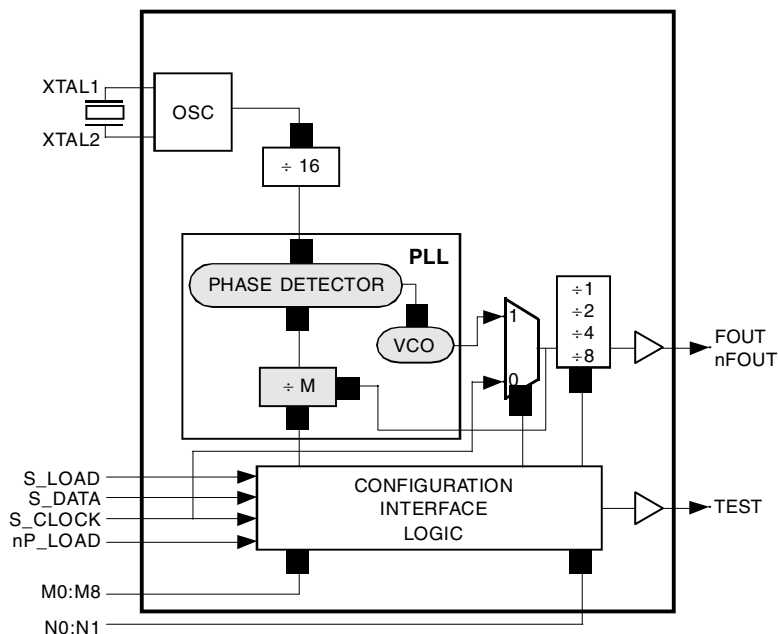 XTAL1
OSC
XTAL2
÷ 16
PLL
PHASE DETECTOR
VCO
1
0
÷1
÷2
÷4
÷8
FOUT
nFOUT
÷ M
S_LOAD
S_DATA
S_CLOCK
nP_LOAD
CONFIGURATION
INTERFACE
LOGIC
TEST
M0:M8
N0:N1